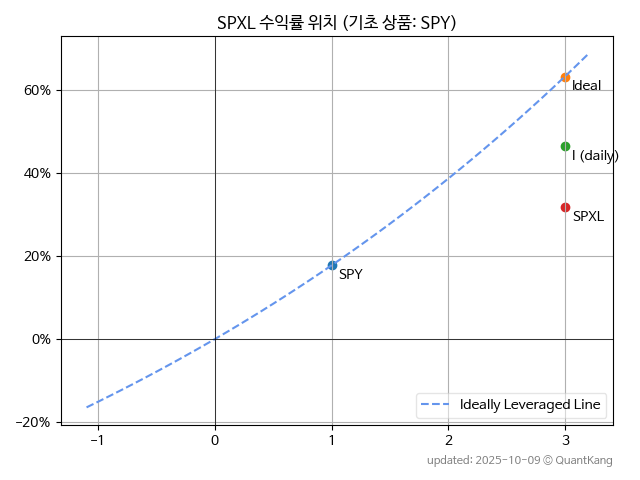 SPXL 수익률 위치 (기초 상품: SPY)
60%
40%
20%
0%
−20%
−1
0
1
2
3
Ideal
I (daily)
SPXL
SPY
Ideally Leveraged Line
updated: 2025-10-09 © QuantKang